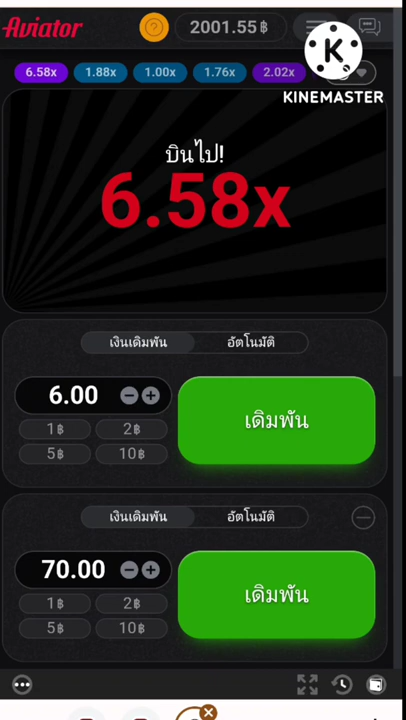 Aviator
2001.55฿
K
KINEMASTER
6.58x 1.88x 1.00x 1.76x 2.02x
บินไป!
6.58x
เงินเดิมพัน อัตโนมัติ
6.00
1฿ 2฿
5฿ 10฿
เดิมพัน
เงินเดิมพัน อัตโนมัติ
70.00
1฿ 2฿
5฿ 10฿
เดิมพัน